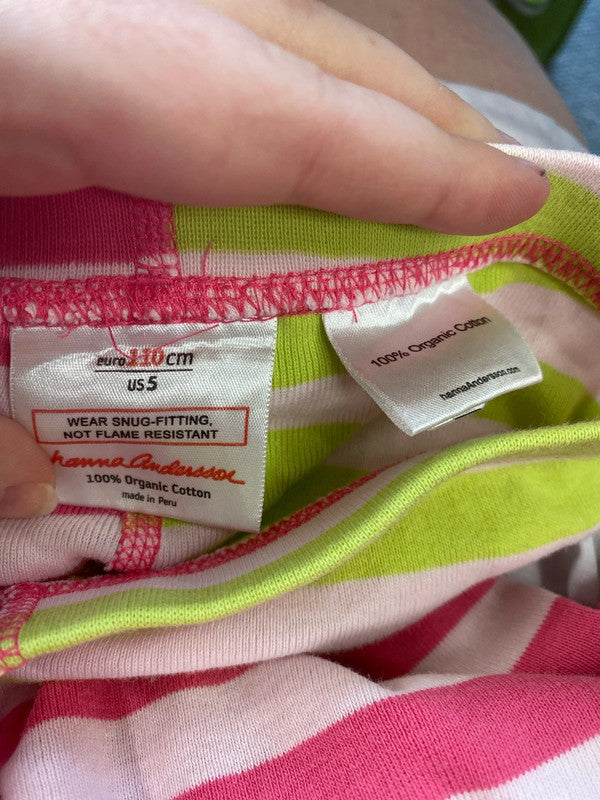 euro 110 cm
US 5
WEAR SNUG-FITTING,
NOT FLAME RESISTANT
hanna andersson
100% Organic Cotton
made in Peru
100% Organic Cotton
hannaAndersson.com